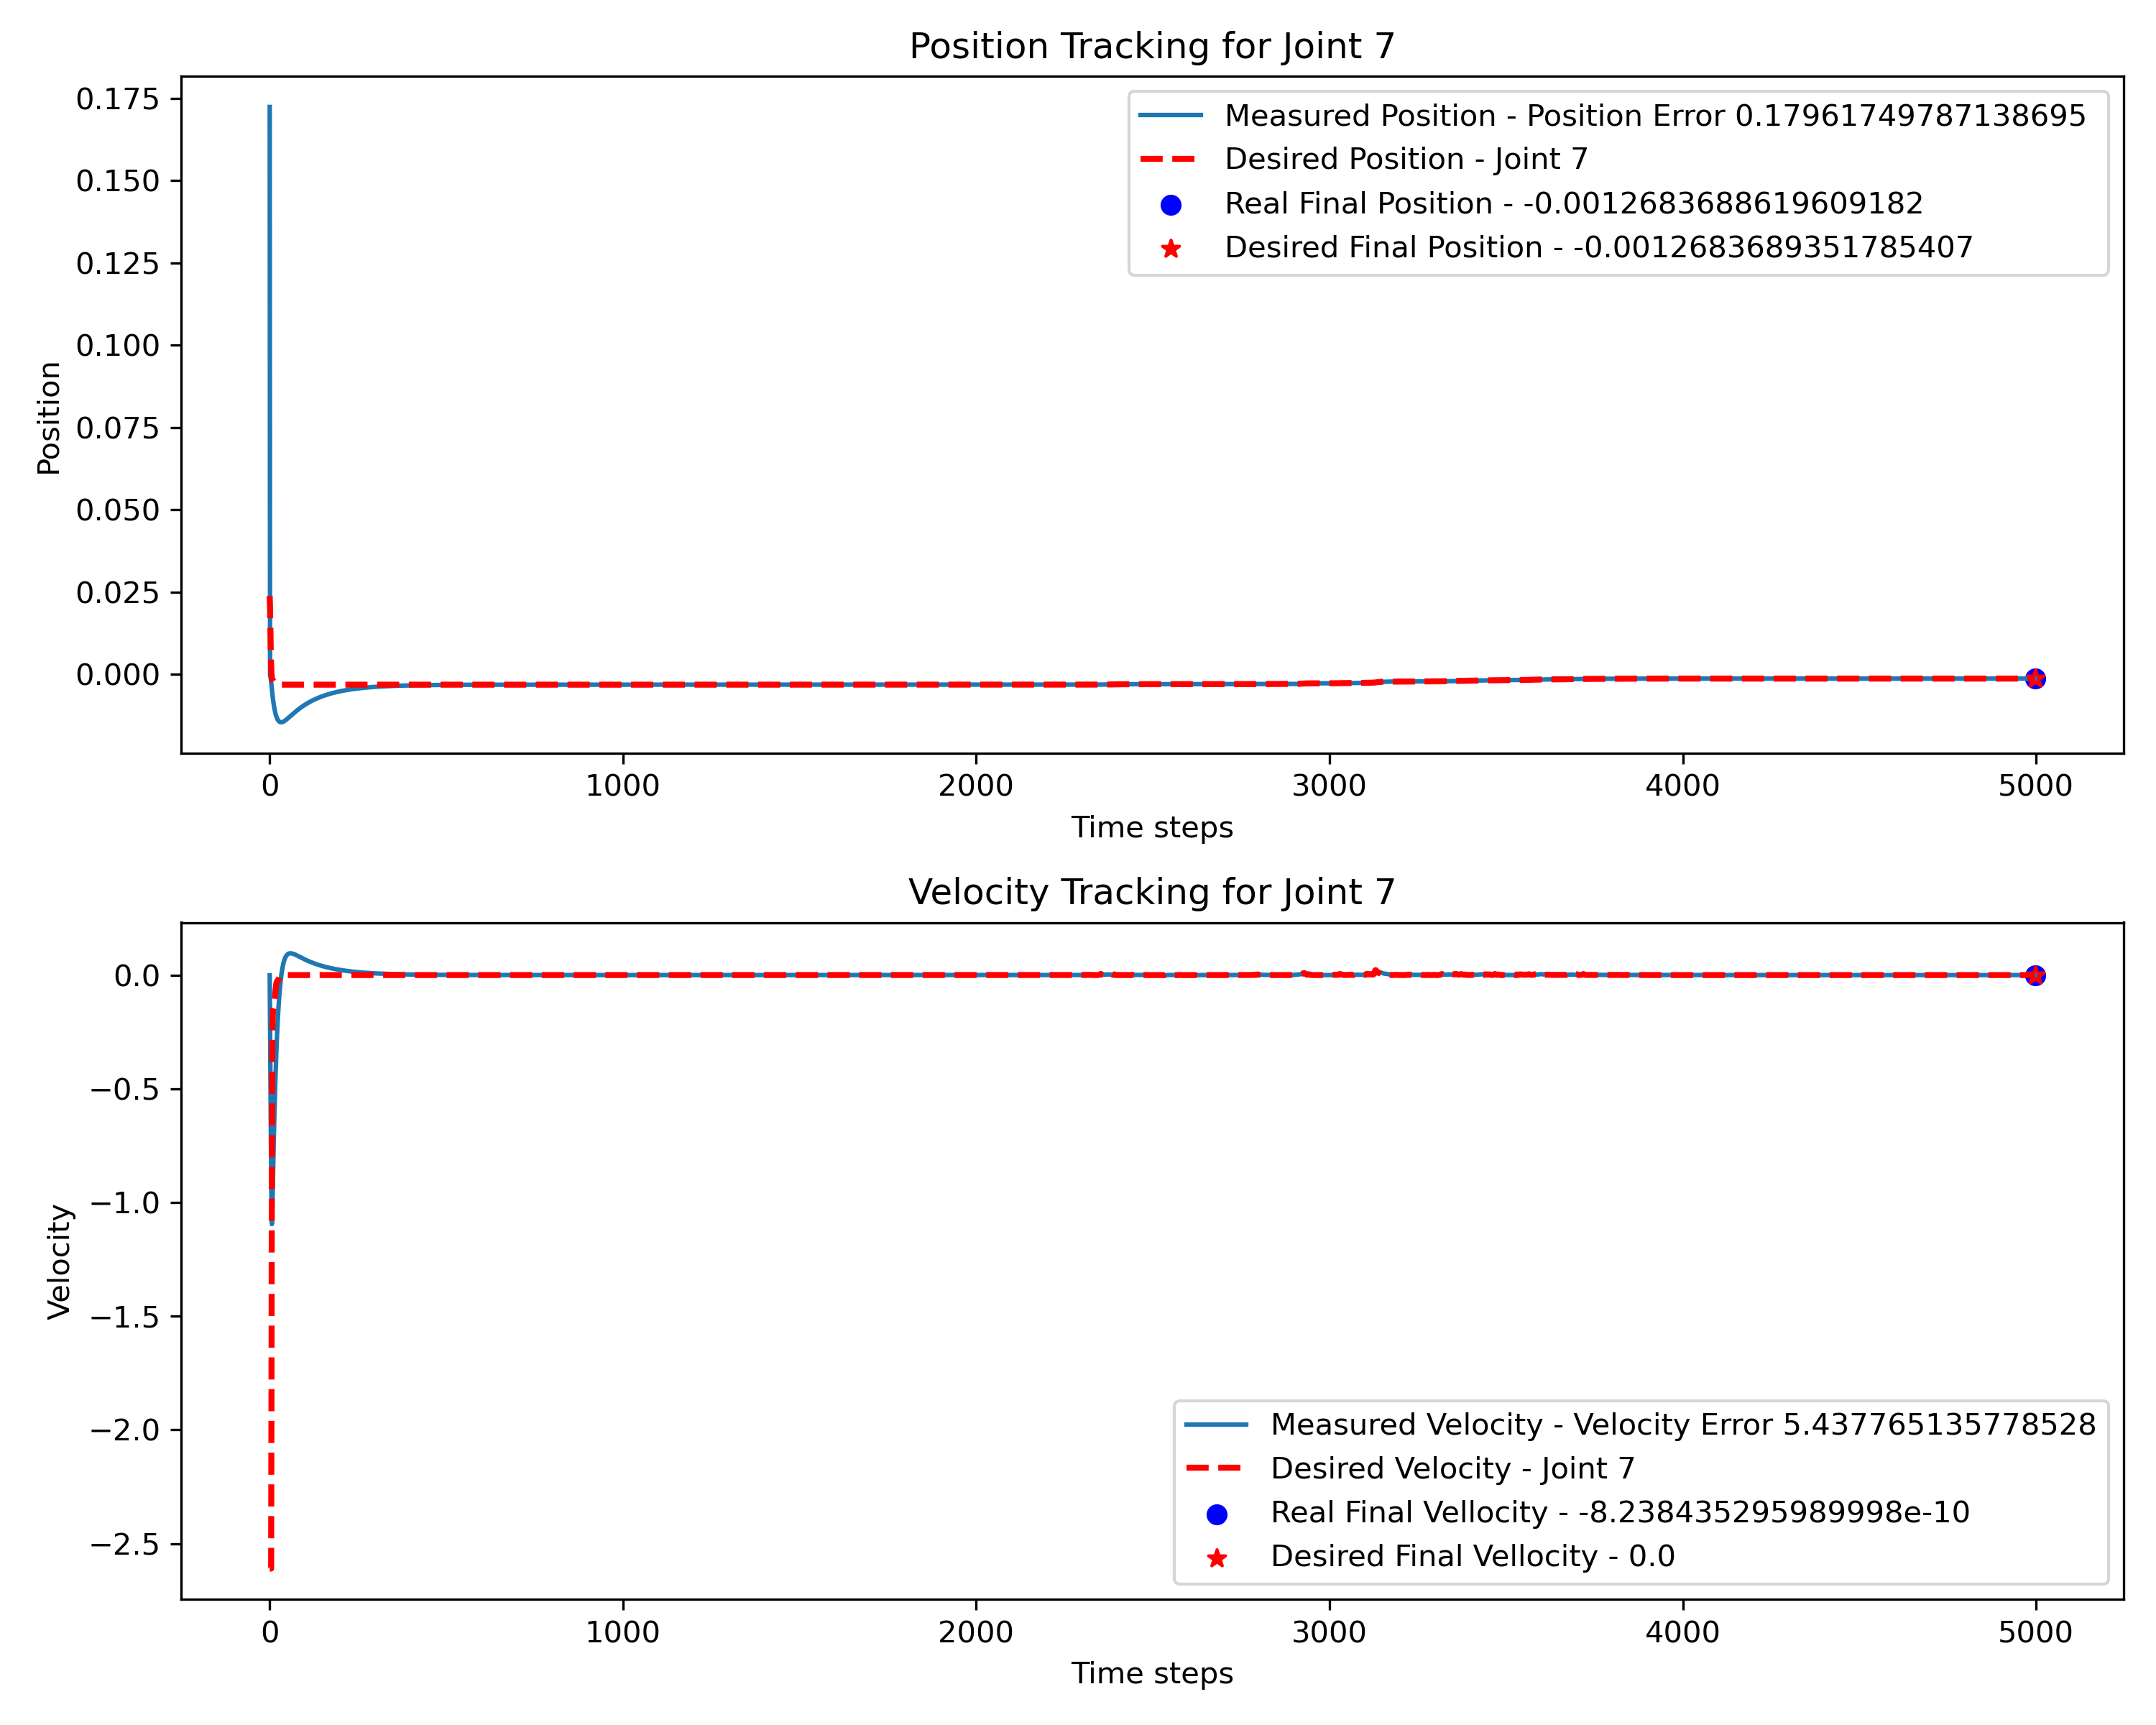 Position Tracking for Joint 7
0.175
0.150
0.125
0.100
0.075
0.050
0.025
0.000
Position
Measured Position - Position Error 0.17961749787138695
Desired Position - Joint 7
Real Final Position - -0.0012683688619609182
Desired Final Position - -0.0012683689351785407
0 1000 2000 3000 4000 5000
Time steps
Velocity Tracking for Joint 7
0.0
−0.5
−1.0
−1.5
−2.0
−2.5
Velocity
Measured Velocity - Velocity Error 5.437765135778528
Desired Velocity - Joint 7
Real Final Vellocity - -8.238435295989998e-10
Desired Final Vellocity - 0.0
0 1000 2000 3000 4000 5000
Time steps